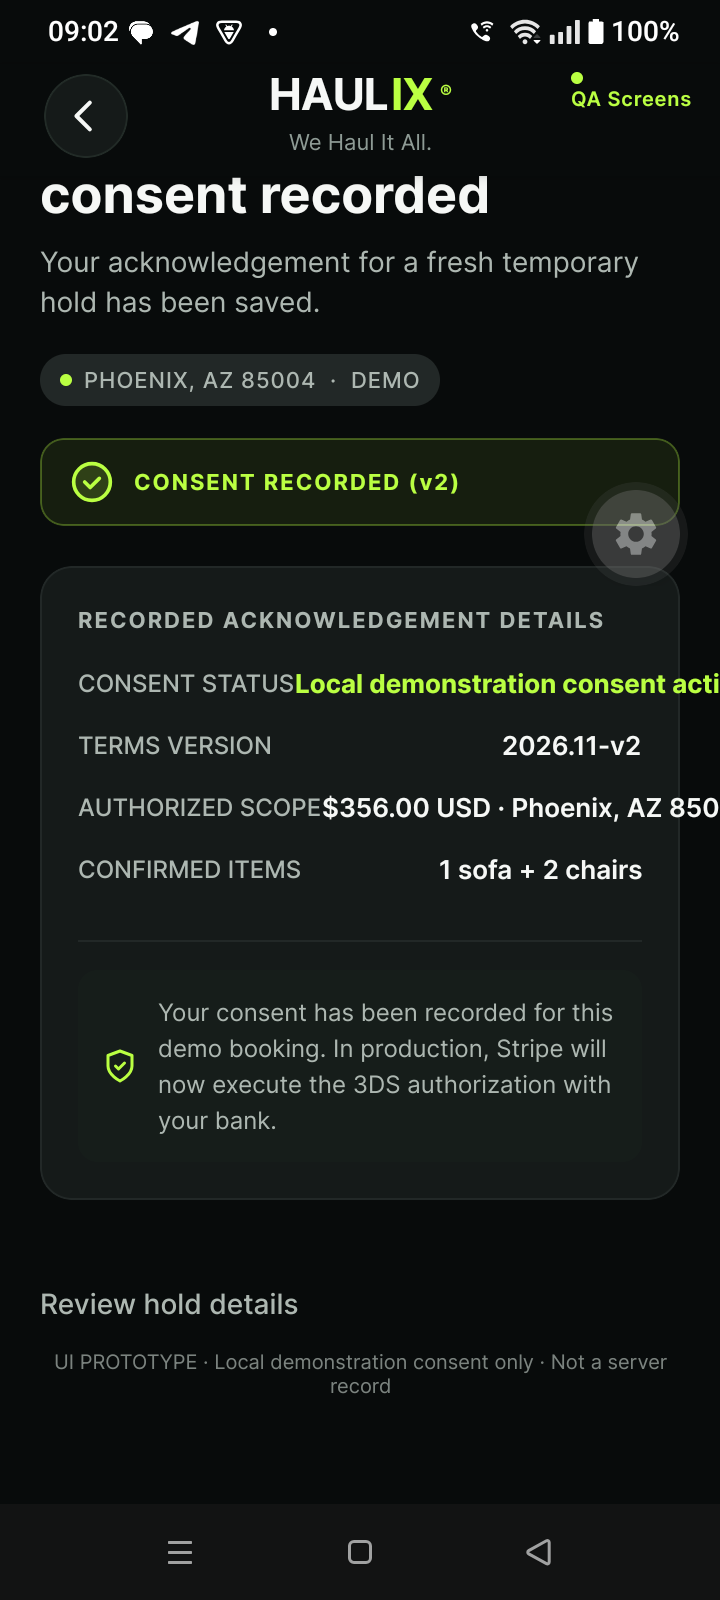 09:02
100%
HAULIX ®
QA Screens
We Haul It All.
consent recorded
Your acknowledgement for a fresh temporary
hold has been saved.
PHOENIX, AZ 85004 · DEMO
CONSENT RECORDED (v2)
RECORDED ACKNOWLEDGEMENT DETAILS
CONSENT STATUS Local demonstration consent acti
TERMS VERSION 2026.11-v2
AUTHORIZED SCOPE $356.00 USD · Phoenix, AZ 850
CONFIRMED ITEMS 1 sofa + 2 chairs
Your consent has been recorded for this
demo booking. In production, Stripe will
now execute the 3DS authorization with
your bank.
Review hold details
UI PROTOTYPE · Local demonstration consent only · Not a server
record